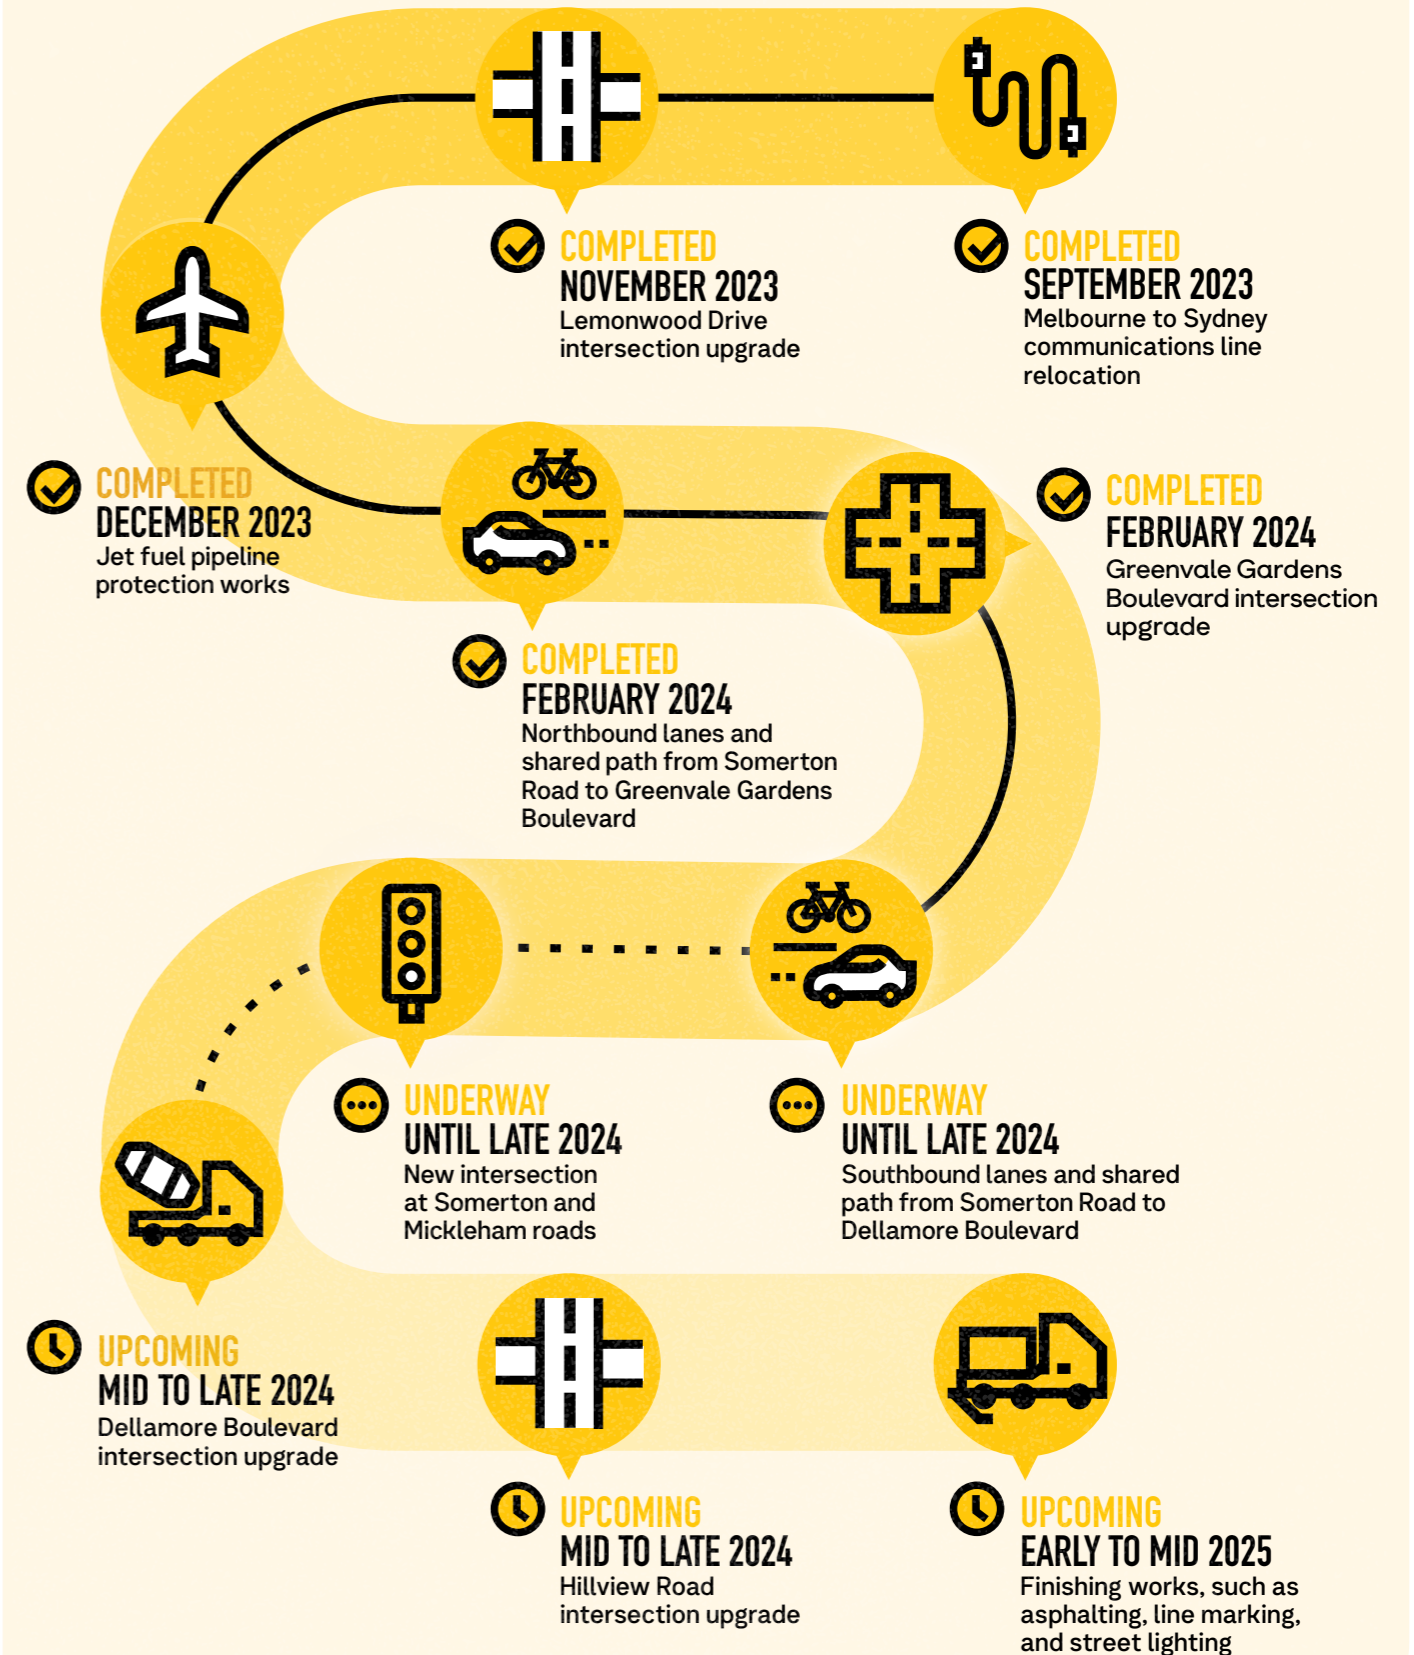 COMPLETED
NOVEMBER 2023
Lemonwood Drive
intersection upgrade
COMPLETED
SEPTEMBER 2023
Melbourne to Sydney
communications line
relocation
COMPLETED
DECEMBER 2023
Jet fuel pipeline
protection works
COMPLETED
FEBRUARY 2024
Northbound lanes and
shared path from Somerton
Road to Greenvale Gardens
Boulevard
COMPLETED
FEBRUARY 2024
Greenvale Gardens
Boulevard intersection
upgrade
UNDERWAY
UNTIL LATE 2024
New intersection
at Somerton and
Mickleham roads
UNDERWAY
UNTIL LATE 2024
Southbound lanes and shared
path from Somerton Road to
Dellamore Boulevard
UPCOMING
MID TO LATE 2024
Dellamore Boulevard
intersection upgrade
UPCOMING
MID TO LATE 2024
Hillview Road
intersection upgrade
UPCOMING
EARLY TO MID 2025
Finishing works, such as
asphalting, line marking,
and street lighting